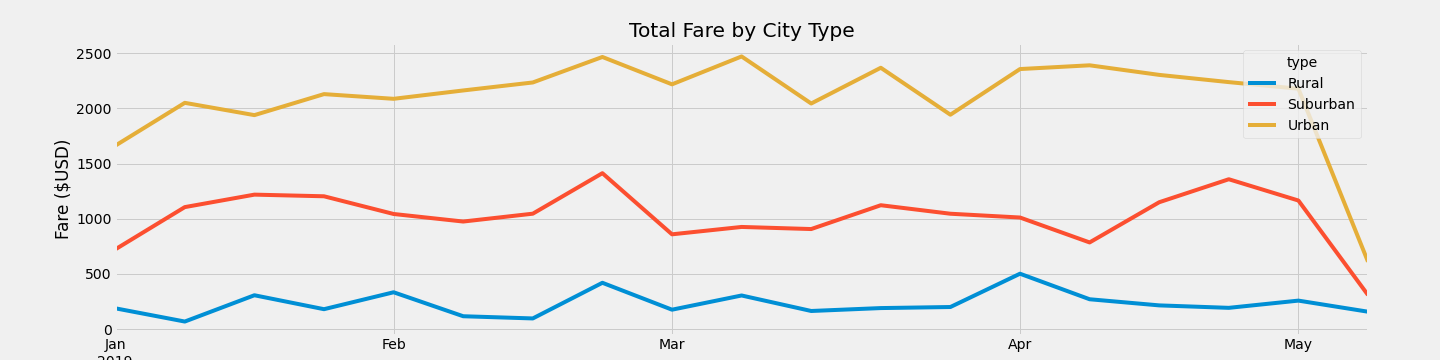 Total Fare by City Type
Fare ($USD)
2500
2000
1500
1000
500
0
type
Rural
Suburban
Urban
Jan
Feb
Mar
Apr
May
2019